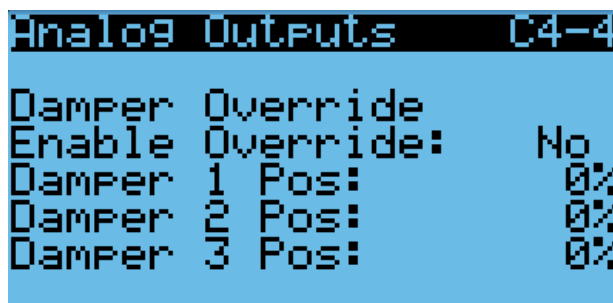 Analog Outputs C4-4
Damper Override
Enable Override: No
Damper 1 Pos: 0%
Damper 2 Pos: 0%
Damper 3 Pos: 0%